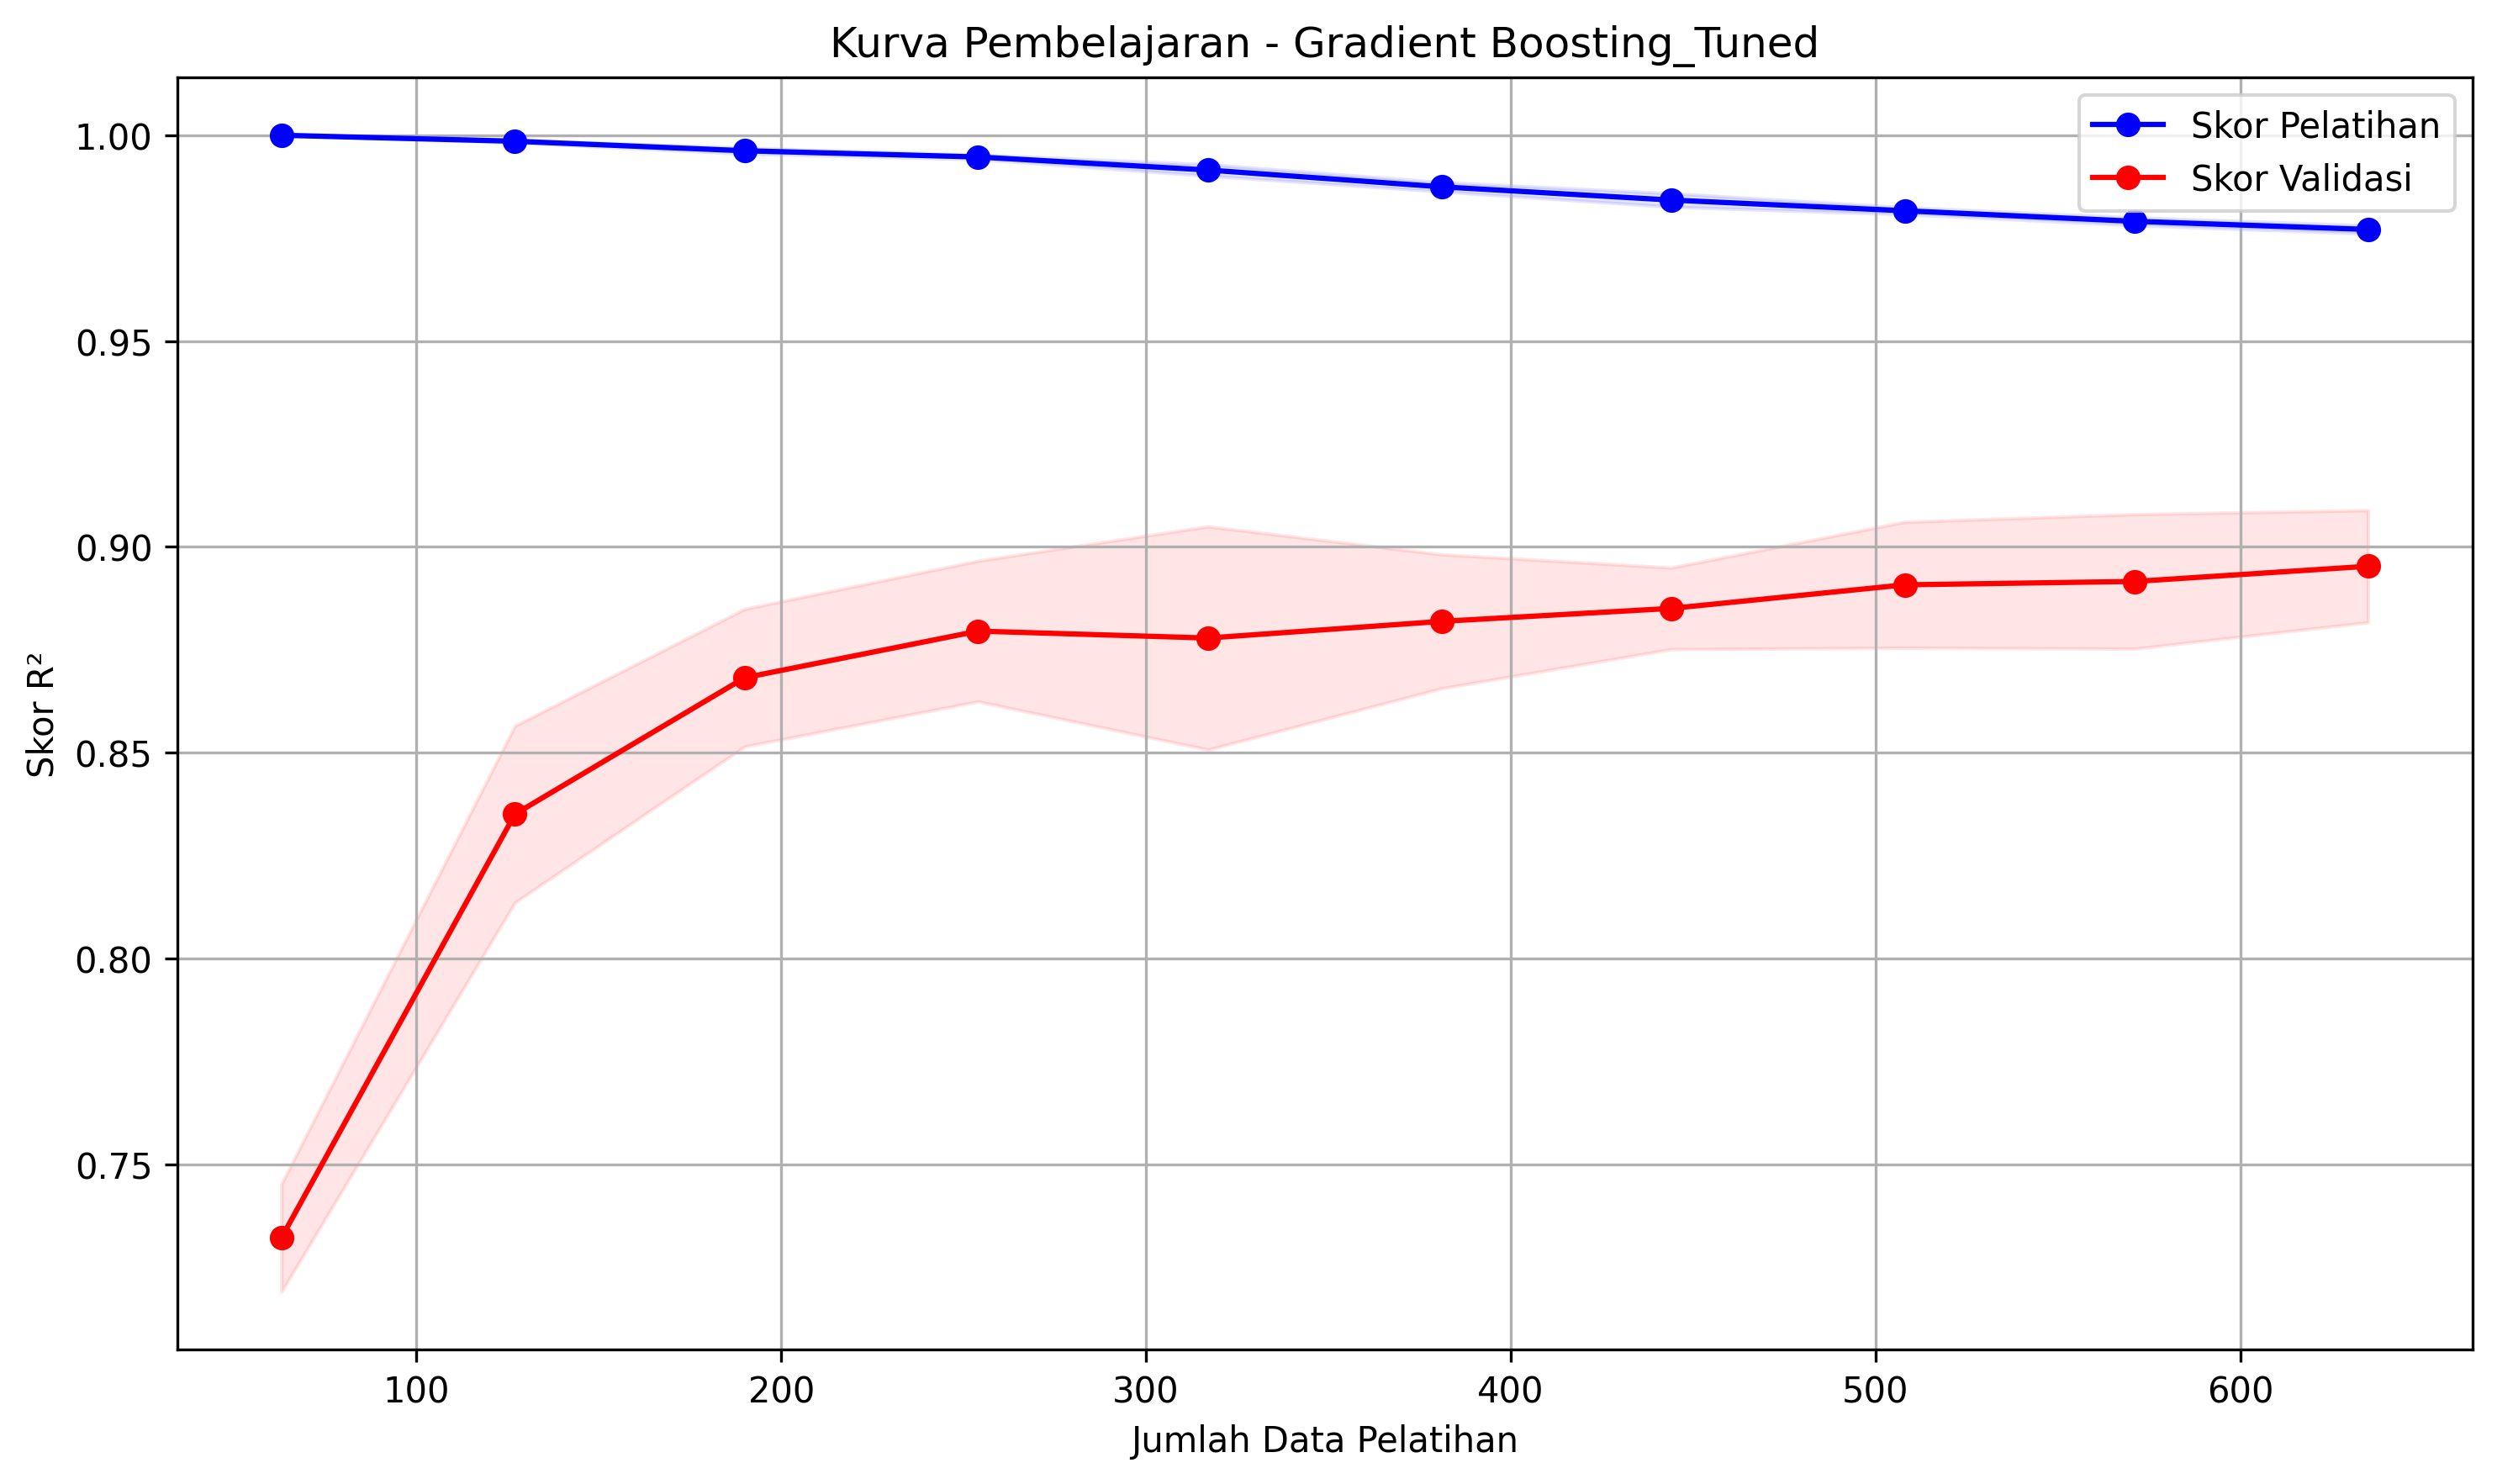 Kurva Pembelajaran - Gradient Boosting_Tuned
Skor Pelatihan
Skor Validasi
1.00
0.95
0.90
0.85
0.80
0.75
Skor R²
100 200 300 400 500 600
Jumlah Data Pelatihan